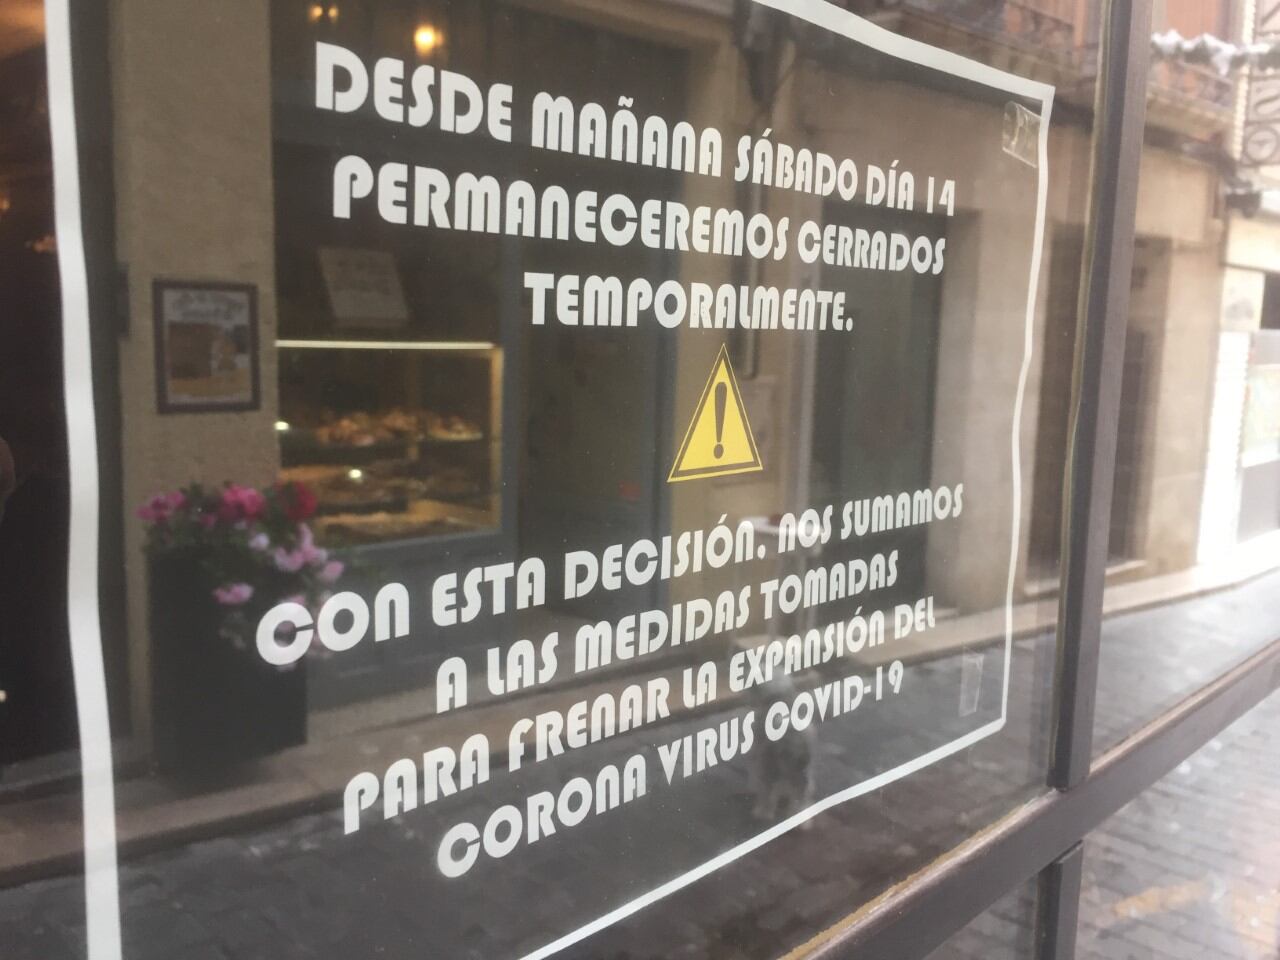 DESDE MAÑANA SÁBADO DÍA 14
PERMANECEREMOS CERRADOS
TEMPORALMENTE.
CON ESTA DECISIÓN. NOS SUMAMOS
A LAS MEDIDAS TOMADAS
PARA FRENAR LA EXPANSIÓN DEL
CORONA VIRUS COVID-19